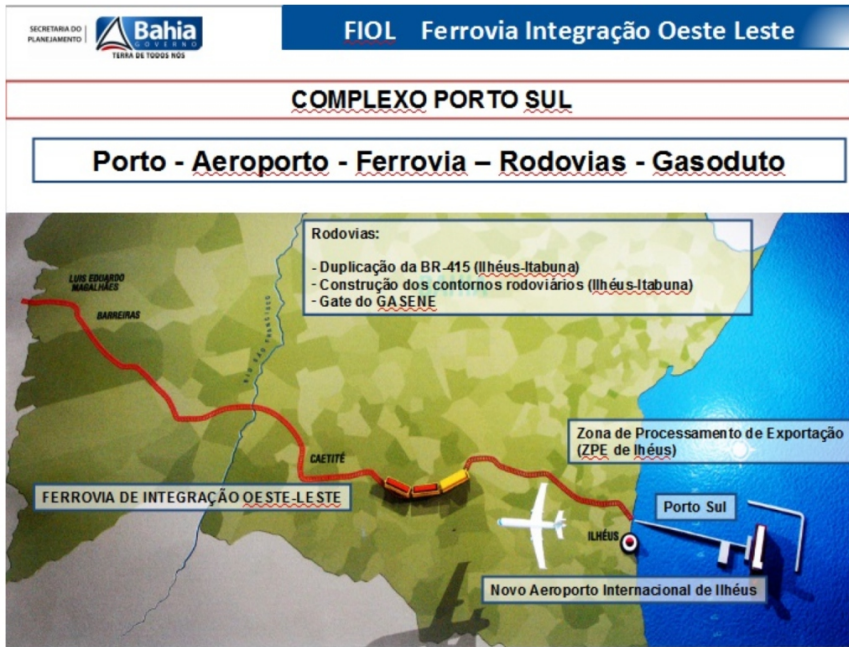 SECRETARIA DO
PLANEJAMENTO
Bahia
GOVERNO
TERRA DE TODOS NÓS
FIOL Ferrovia Integração Oeste Leste
COMPLEXO PORTO SUL
Porto - Aeroporto - Ferrovia – Rodovias - Gasoduto
Rodovias:
- Duplicação da BR-415 (Ilhéus-Itabuna)
- Construção dos contornos rodoviários (Ilhéus-Itabuna)
- Gate do GASENE
LUIS EDUARDO
MAGALHÃES
BARREIRAS
RIO SÃO FRANCISCO
CAETITÉ
Zona de Processamento de Exportação
(ZPE de lhéus)
FERROVIA DE INTEGRAÇÃO OESTE-LESTE
Porto Sul
ILHÉUS
Novo Aeroporto Internacional de Ilhéus